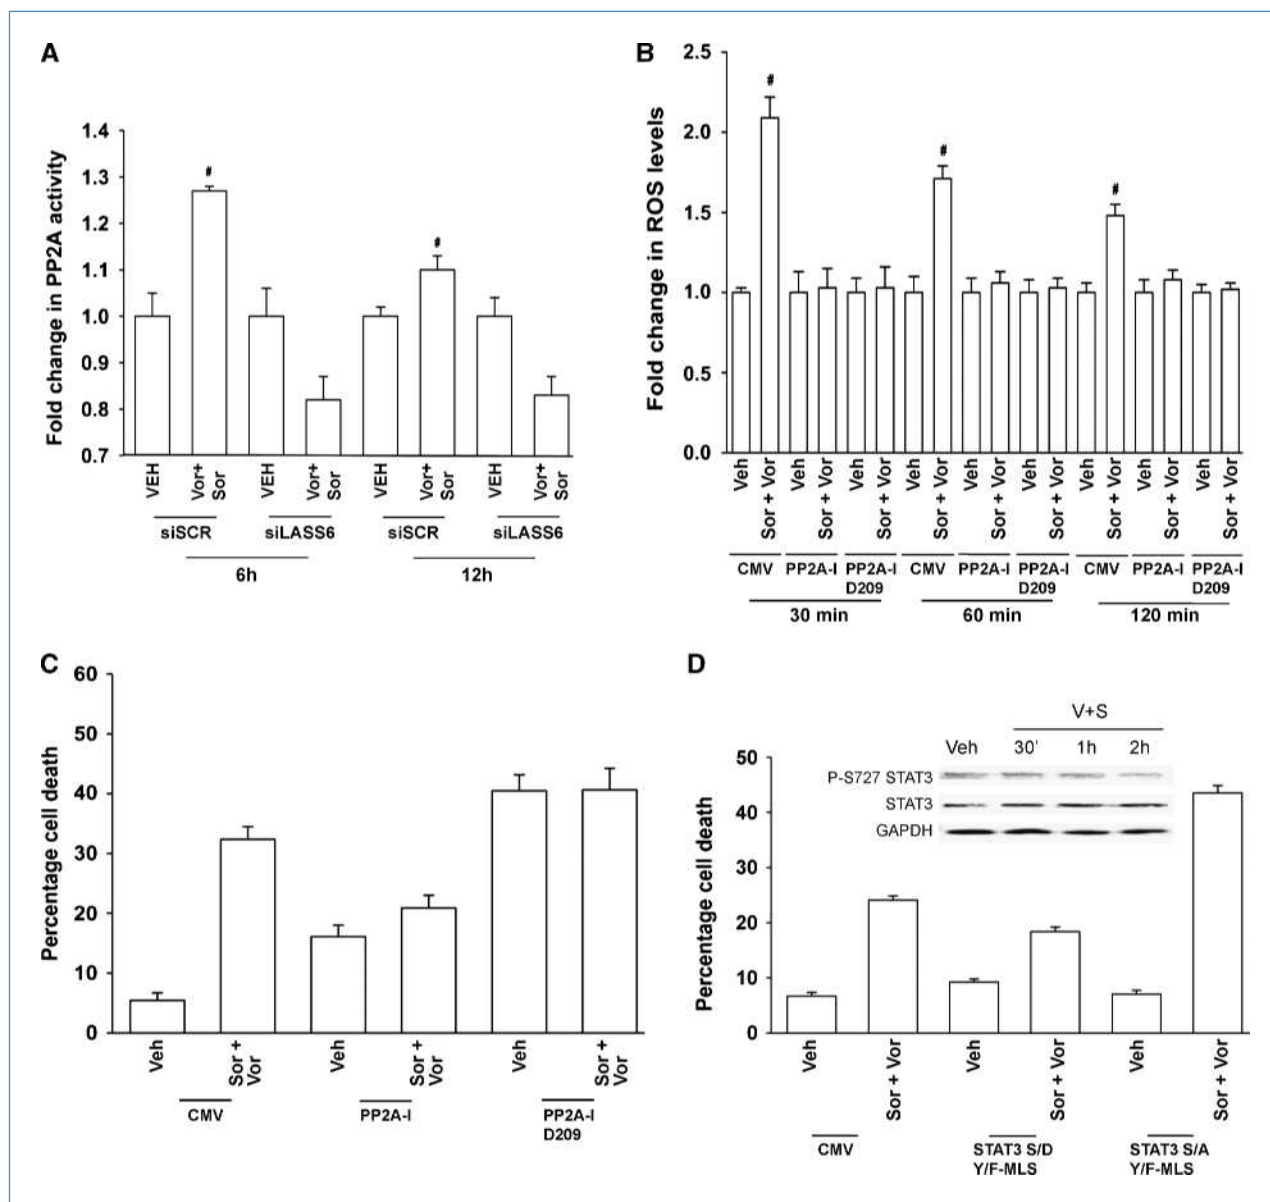 A
Fold change in PP2A activity
1.4
1.3
1.2
1.1
1.0
0.9
0.8
0.7
#
#
VEH
Vor+
Sor
VEH
Vor+
Sor
VEH
Vor+
Sor
VEH
Vor+
Sor
siSCR
siLASS6
siSCR
siLASS6
6h
12h
B
Fold change in ROS levels
2.5
2.0
1.5
1.0
0.5
0.0
#
#
#
Veh
Sor + Vor
Veh
Sor + Vor
Veh
Sor + Vor
Veh
Sor + Vor
Veh
Sor + Vor
Veh
Sor + Vor
Veh
Sor + Vor
Veh
Sor + Vor
Veh
Sor + Vor
CMV
PP2A-I
PP2A-I
D209
CMV
PP2A-I
PP2A-I
D209
CMV
PP2A-I
PP2A-I
D209
30 min
60 min
120 min
C
Percentage cell death
60
50
40
30
20
10
0
Veh
Sor +
Vor
Veh
Sor +
Vor
Veh
Sor +
Vor
CMV
PP2A-I
PP2A-I
D209
D
Percentage cell death
50
40
30
20
10
0
V+S
Veh 30' 1h 2h
P-S727 STAT3
STAT3
GAPDH
Veh
Sor + Vor
Veh
Sor + Vor
Veh
Sor + Vor
CMV
STAT3 S/D
Y/F-MLS
STAT3 S/A
Y/F-MLS